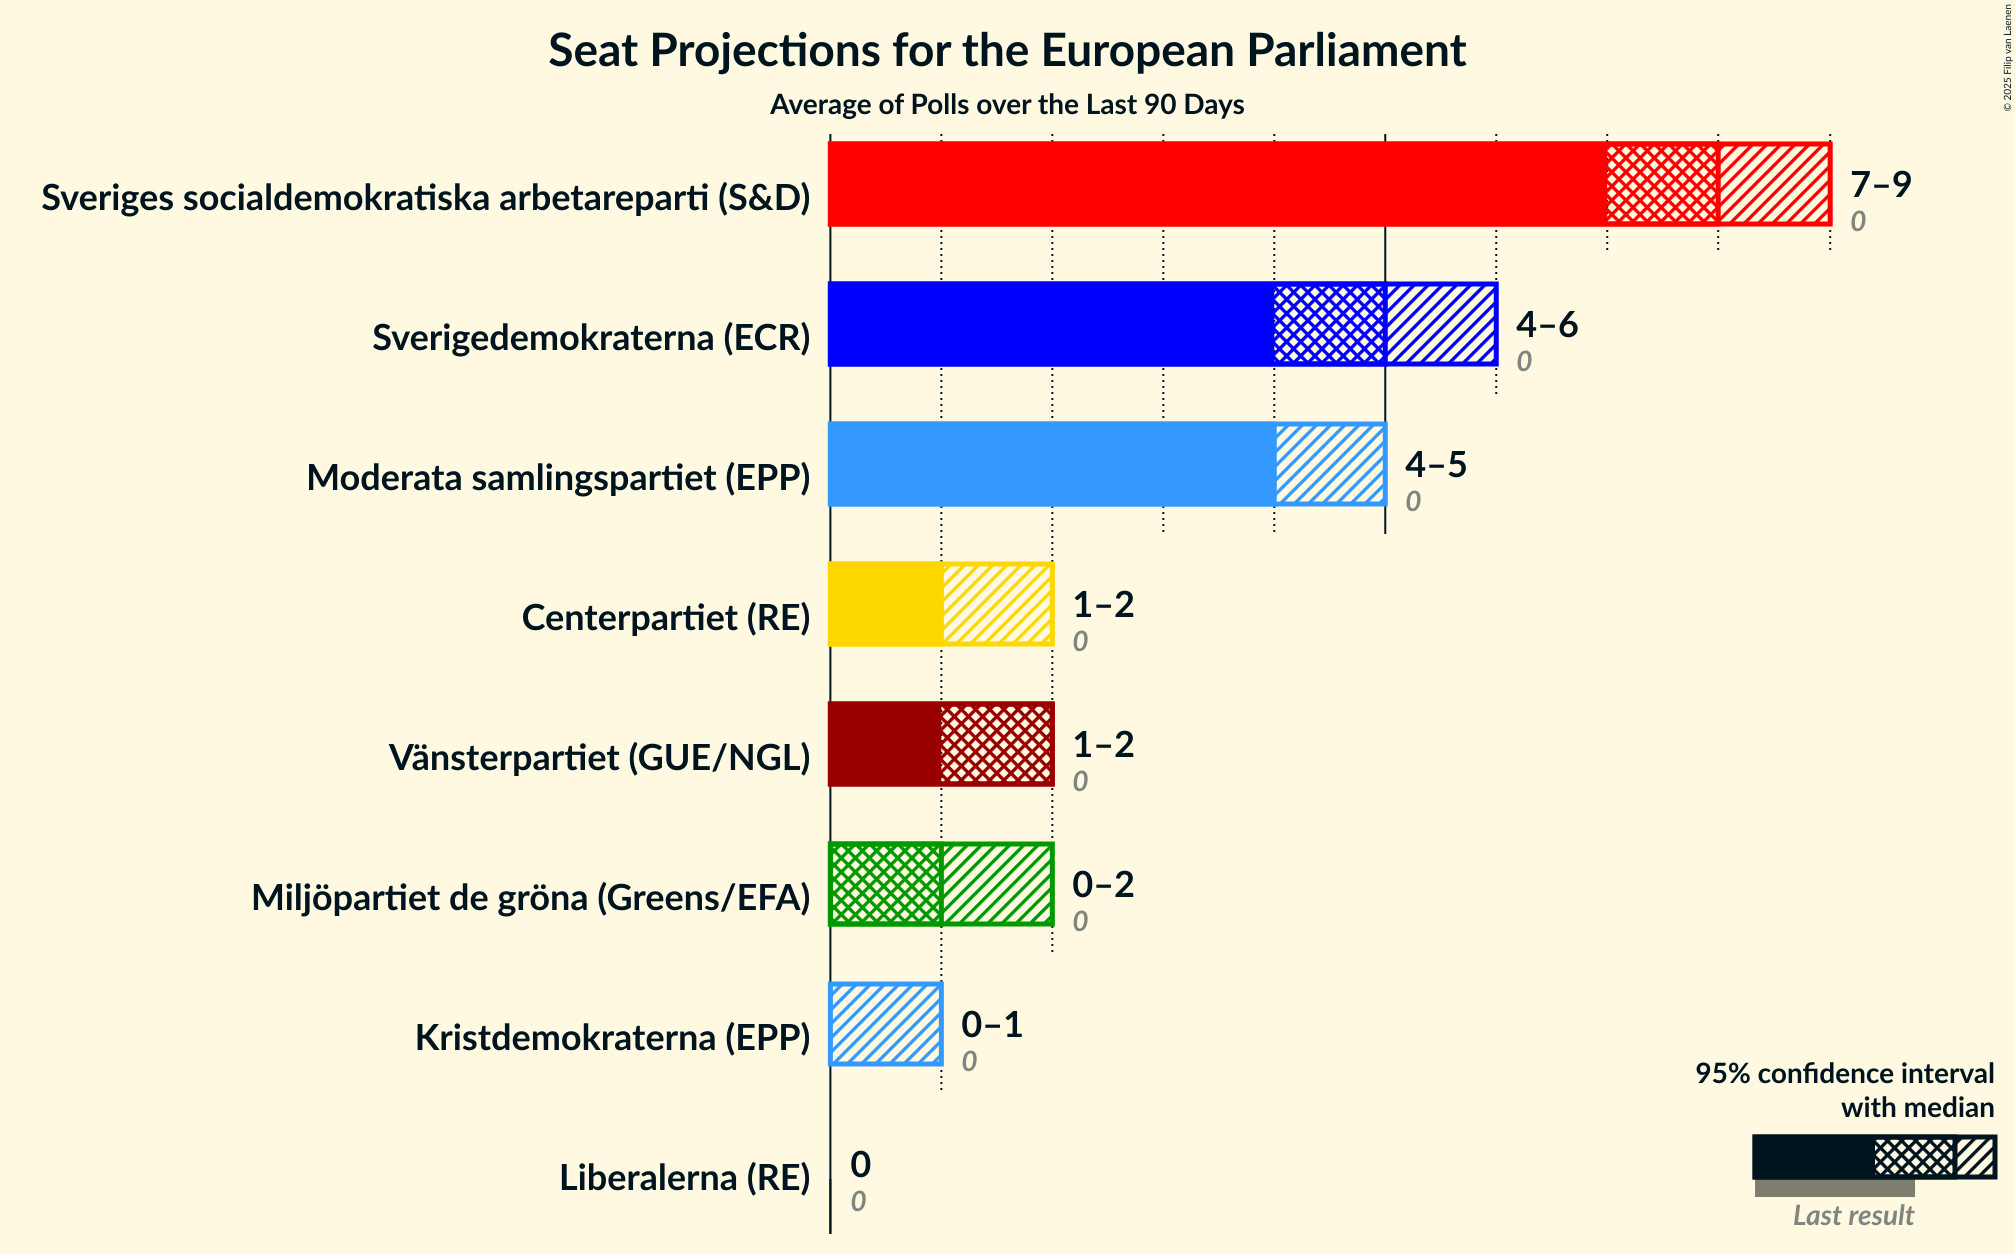 Seat Projections for the European Parliament
Average of Polls over the Last 90 Days
© 2025 Filip van Laenen
Sveriges socialdemokratiska arbetareparti (S&D)
7–9
0
Sverigedemokraterna (ECR)
4–6
0
Moderata samlingspartiet (EPP)
4–5
0
Centerpartiet (RE)
1–2
0
Vänsterpartiet (GUE/NGL)
1–2
0
Miljöpartiet de gröna (Greens/EFA)
0–2
0
Kristdemokraterna (EPP)
0–1
0
Liberalerna (RE)
0
0
95% confidence interval
with median
Last result